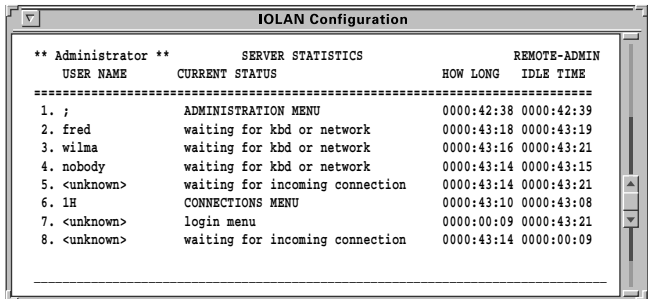 IOLAN Configuration
** Administrator ** SERVER STATISTICS REMOTE-ADMIN
USER NAME CURRENT STATUS HOW LONG IDLE TIME
===============================================================================
1. ; ADMINISTRATION MENU 0000:42:38 0000:42:39
2. fred waiting for kbd or network 0000:43:18 0000:43:19
3. wilma waiting for kbd or network 0000:43:16 0000:43:21
4. nobody waiting for kbd or network 0000:43:14 0000:43:15
5. <unknown> waiting for incoming connection 0000:43:14 0000:43:21
6. 1H CONNECTIONS MENU 0000:43:10 0000:43:08
7. <unknown> login menu 0000:00:09 0000:43:21
8. <unknown> waiting for incoming connection 0000:43:14 0000:00:09